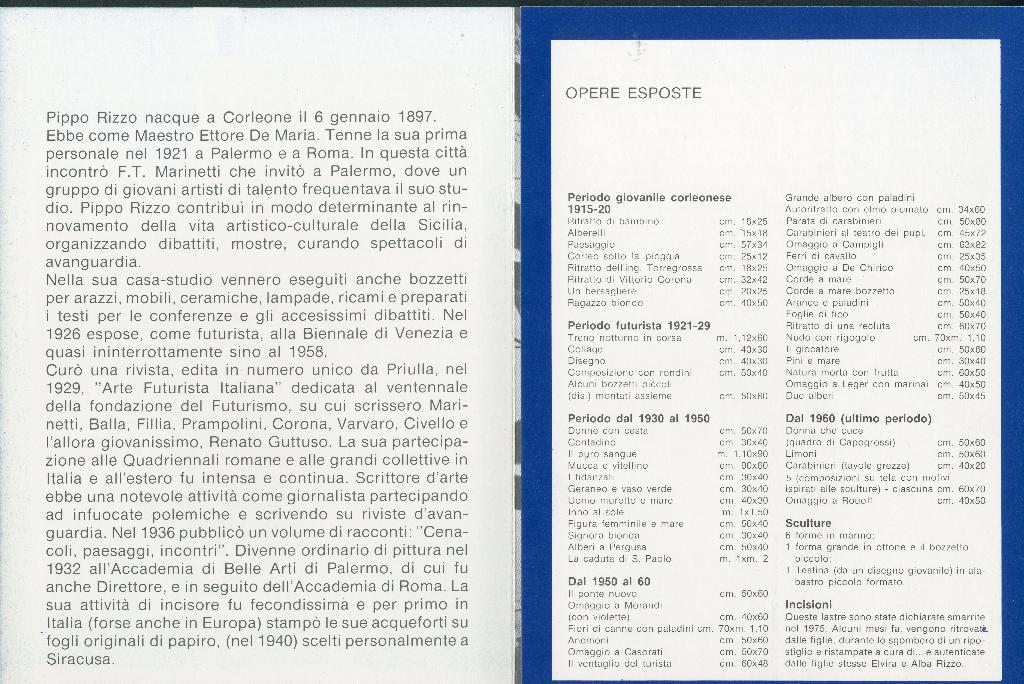 Pippo Rizzo nacque a Corleone il 6 gennaio 1897.
Ebbe come Maestro Ettore De Maria. Tenne la sua prima
personale nel 1921 a Palermo e a Roma. In questa città
incontrò F.T. Marinetti che invitò a Palermo, dove un
gruppo di giovani artisti di talento frequentava il suo stu-
dio. Pippo Rizzo contribuì in modo determinante al rin-
novamento della vita artistico-culturale della Sicilia,
organizzando dibattiti, mostre, curando spettacoli di
avanguardia.
Nella sua casa-studio vennero eseguiti anche bozzetti
per arazzi, mobili, ceramiche, lampade, ricami e preparati
i testi per le conferenze e gli accesissimi dibattiti. Nel
1926 espose, come futurista, alla Biennale di Venezia e
quasi ininterrottamente sino al 1958.
Curò una rivista, edita in numero unico da Priulla, nel
1929, "Arte Futurista Italiana" dedicata al ventennale
della fondazione del Futurismo, su cui scrissero Mari-
netti, Balla, Fillia, Prampolini, Corona, Varvaro, Civello e
l'allora giovanissimo, Renato Guttuso. La sua partecipa-
zione alle Quadriennali romane e alle grandi collettive in
Italia e all'estero fu intensa e continua. Scrittore d'arte
ebbe una notevole attività come giornalista partecipando
ad infuocate polemiche e scrivendo su riviste d'avan-
guardia. Nel 1936 pubblicò un volume di racconti: "Cena-
coli, paesaggi, incontri". Divenne ordinario di pittura nel
1932 all'Accademia di Belle Arti di Palermo, di cui fu
anche Direttore, e in seguito dell'Accademia di Roma. La
sua attività di incisore fu fecondissima e per primo in
Italia (forse anche in Europa) stampò le sue acqueforti su
fogli originali di papiro, (nel 1940) scelti personalmente a
Siracusa.
OPERE ESPOSTE
Periodo giovanile corleonese
1915-20
Ritratto di bambino cm. 18x25
Alberelli cm. 15x18
Paesaggio cm. 57x34
Corteo sotto la pioggia cm. 25x12
Ritratto dell'ing. Torregrossa cm. 18x25
Ritratto di Vittorio Corona cm. 32x42
Un bersagliere cm. 20x25
Ragazzo biondo cm. 40x50
Periodo futurista 1921-29
Treno notturno in corsa m. 1,12x60
Collage cm. 40x30
Disegno cm. 40x30
Composizione con rondini cm. 50x40
Alcuni bozzetti piccoli
(dis.) montati assieme cm. 50x60
Periodo dal 1930 al 1950
Donne con cesta cm. 50x70
Contadino cm. 30x40
Il puro sangue m. 1.10x90
Mucca e vitellino cm. 90x60
I fidanzati cm. 30x40
Geraneo e vaso verde cm. 30x40
Uomo muretto e mare cm. 40x30
Inno al sole m. 1x1,50
Figura femminile e mare cm. 50x40
Signora bionda cm. 30x40
Alberi a Pergusa cm. 50x40
La caduta di S. Paolo m. 1xm. 2
Dal 1950 al 60
Il ponte nuovo cm. 50x60
Omaggio a Morandi
(con violette) cm. 40x60
Fiori di canne con paladini cm. 70xm. 1.10
Anemoni cm. 50x60
Omaggio a Casorati cm. 50x70
Il ventaglio del turista cm. 60x48
Grande albero con paladini
Autoritratto con elmo piumato cm. 34x60
Parata di carabinieri cm. 50x80
Carabinieri al teatro dei pupi cm. 45x72
Omaggio a Campigli cm. 63x82
Ferri di cavallo cm. 25x35
Omaggio a De Chirico cm. 40x50
Corde a mare cm. 50x70
Corde a mare bozzetto cm. 25x18
Arance e paladini cm. 50x40
Foglie di fico cm. 50x40
Ritratto di una recluta cm. 60x70
Nudo con rigogolo cm. 70xm. 1.10
Il giocatore cm. 50x60
Pini e mare cm. 30x40
Natura morta con frutta cm. 60x50
Omaggio a Leger con marinai cm. 40x50
Due alberi cm. 50x45
Dal 1960 (ultimo periodo)
Donna che cuce
(quadro di Capogrossi) cm. 50x60
Limoni cm. 50x60
Carabinieri (tavole grezze) cm. 40x20
5 (composizioni su tela con motivi
ispirati alle sculture) - ciascuna cm. 60x70
Omaggio a Rouolt cm. 40x50
Sculture
6 forme in marmo;
1 forma grande in ottone e il bozzetto
piccolo;
1 Testina (da un disegno giovanile) in ala-
bastro piccolo formato.
Incisioni
Queste lastre sono state dichiarate smarrite
nel 1975. Alcuni mesi fa, vengono ritrovate
dalle figlie, durante lo sgombero di un ripo-
stiglio e ristampate a cura di... e autenticate
dalle figlie stesse Elvira e Alba Rizzo.